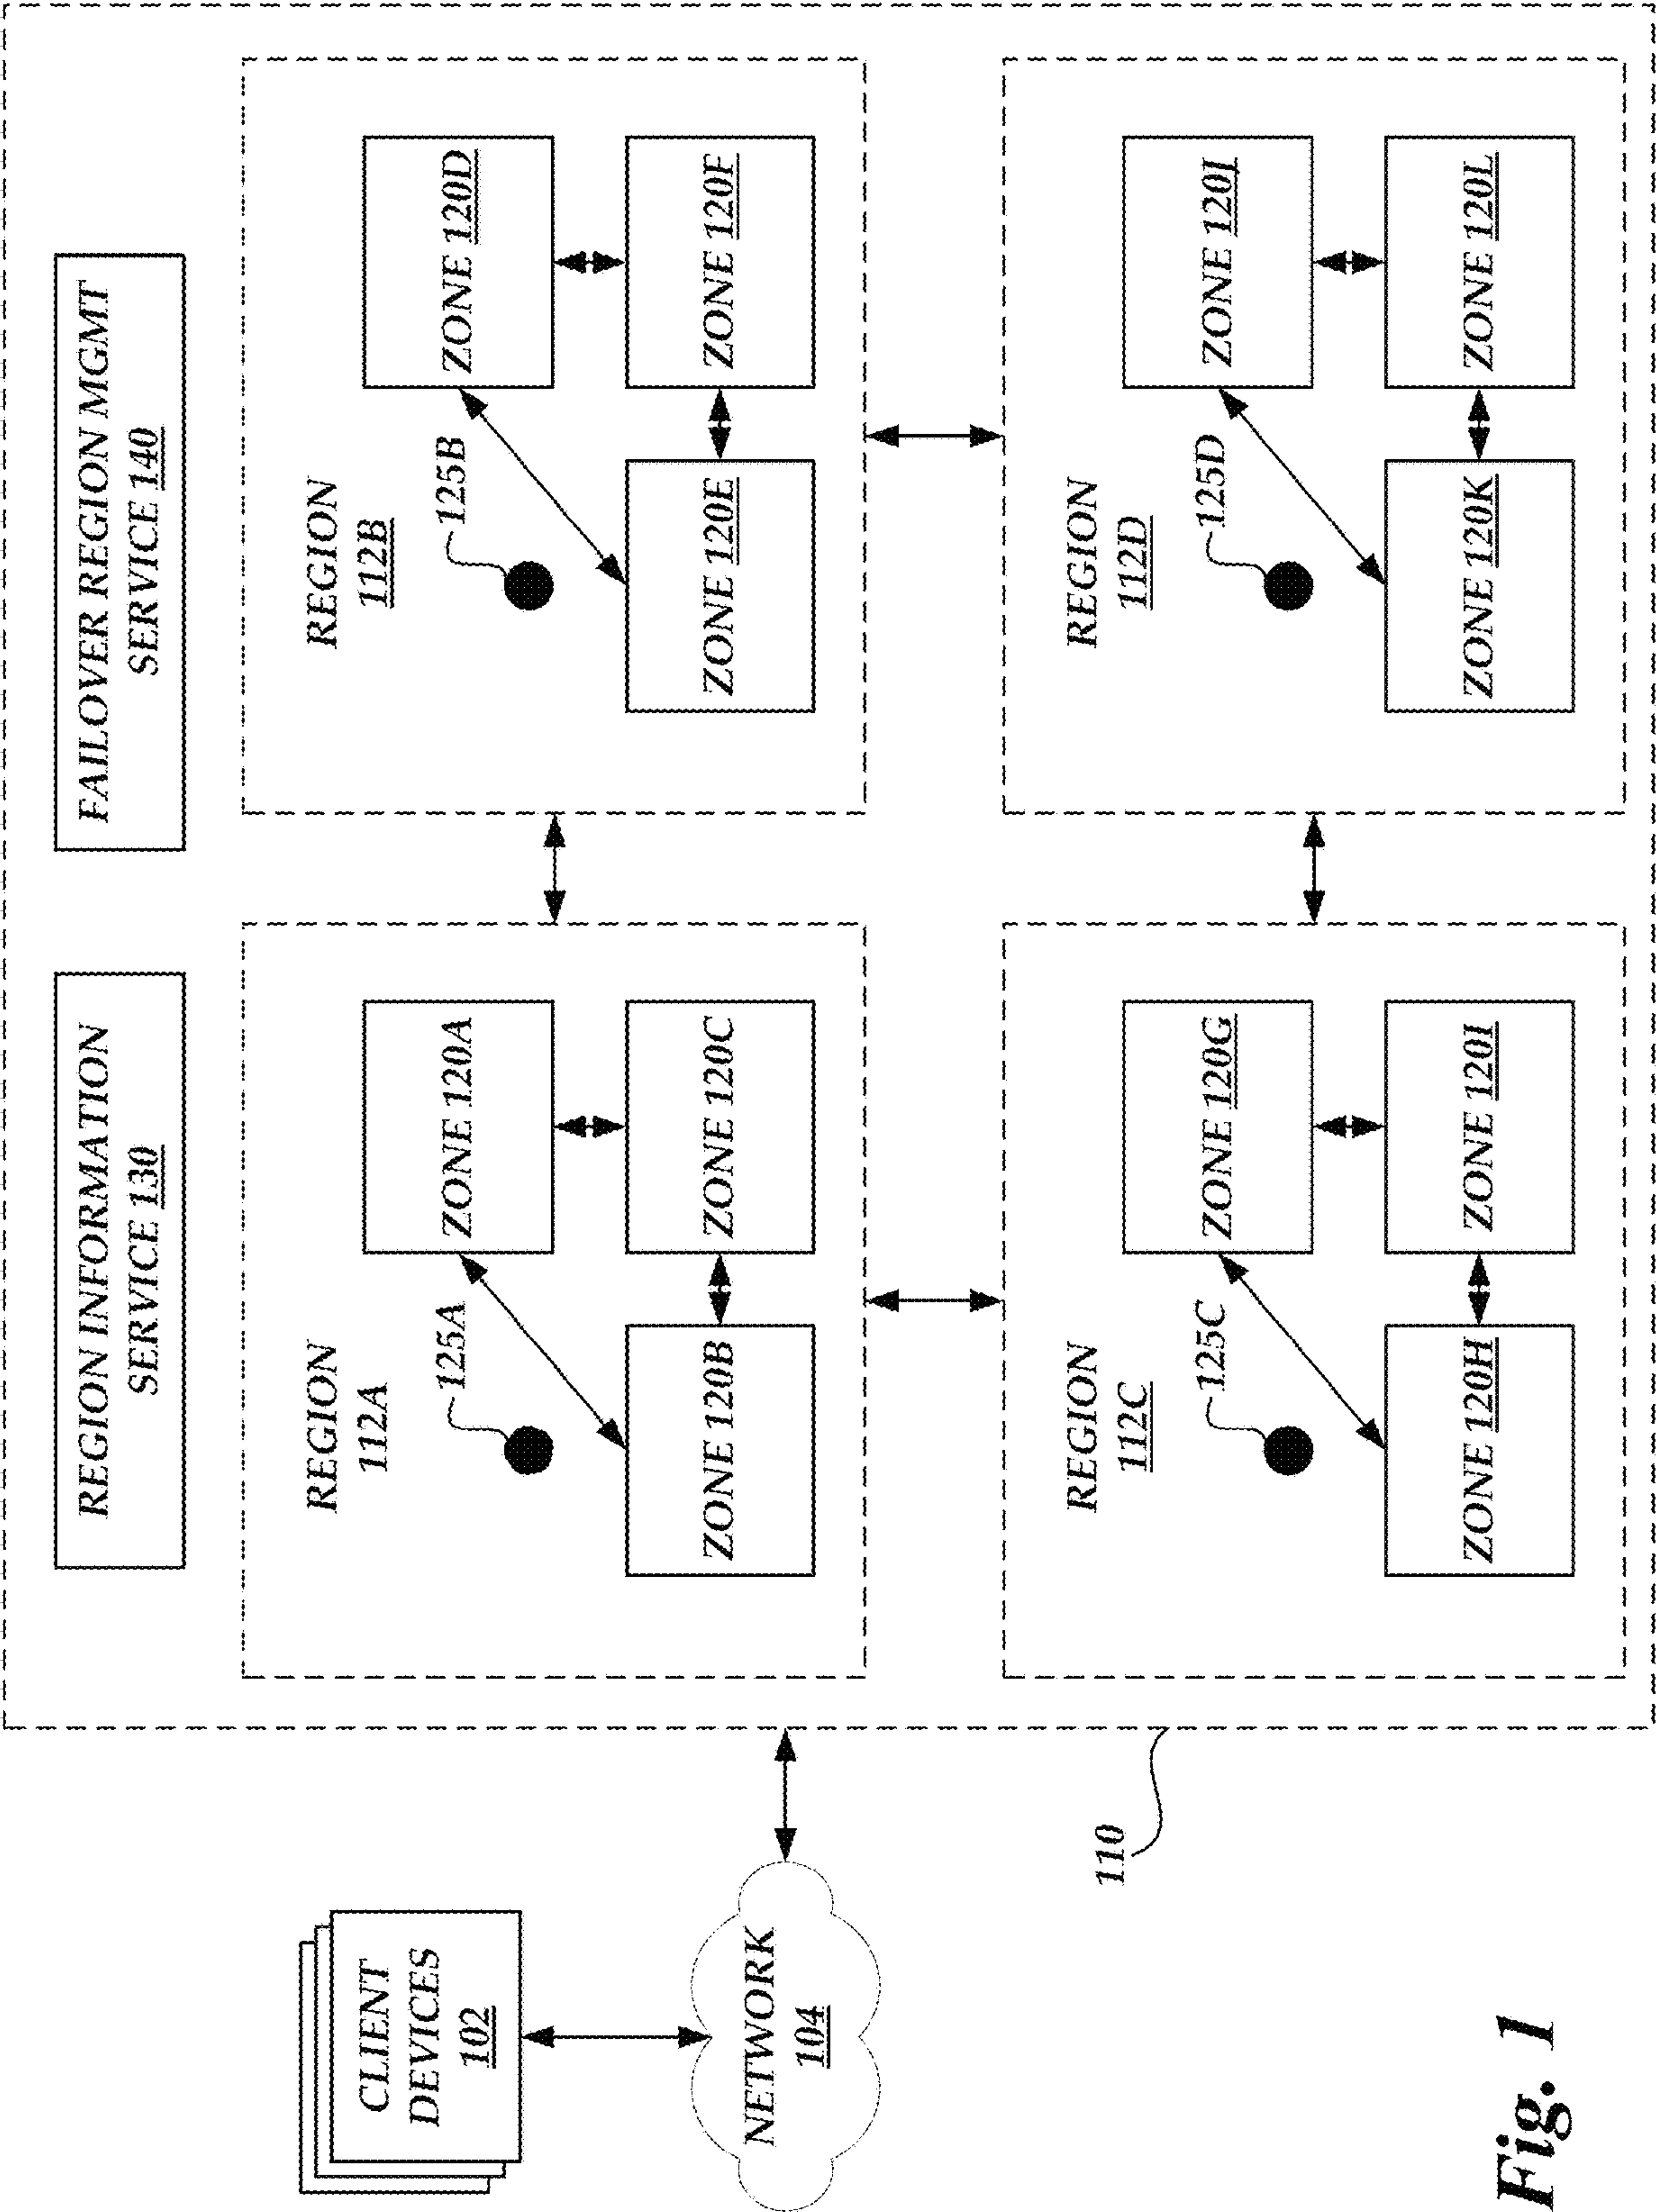 REGION INFORMATION
SERVICE 130
FAILOVER REGION MGMT
SERVICE 140
CLIENT
DEVICES
102
NETWORK
104
110
REGION
112A
125A
ZONE 120A
ZONE 120B
ZONE 120C
REGION
112B
125B
ZONE 120D
ZONE 120E
ZONE 120F
REGION
112C
125C
ZONE 120G
ZONE 120H
ZONE 120I
REGION
112D
125D
ZONE 120J
ZONE 120K
ZONE 120L
Fig. 1